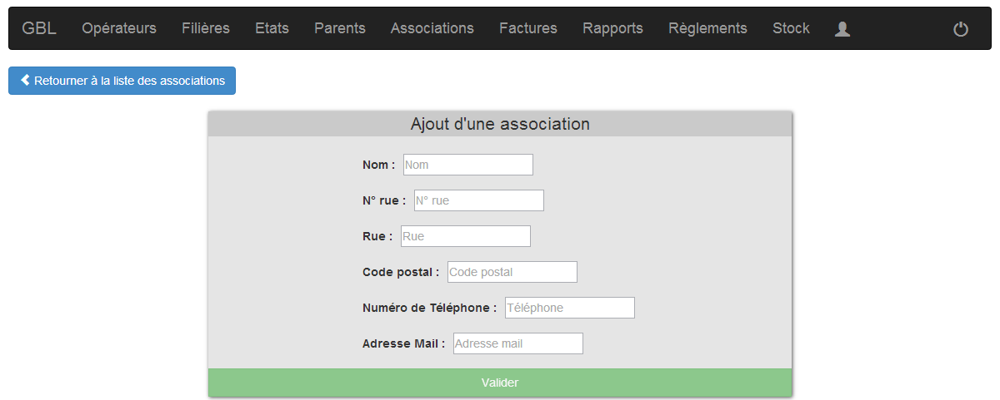 GBL Opérateurs Filières Etats Parents Associations Factures Rapports Règlements Stock
Retourner à la liste des associations
Ajout d'une association
Nom : Nom
N° rue : N° rue
Rue : Rue
Code postal : Code postal
Numéro de Téléphone : Téléphone
Adresse Mail : Adresse mail
Valider